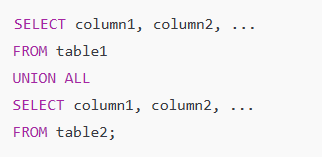 SELECT column1, column2, ...
FROM table1
UNION ALL
SELECT column1, column2, ...
FROM table2;